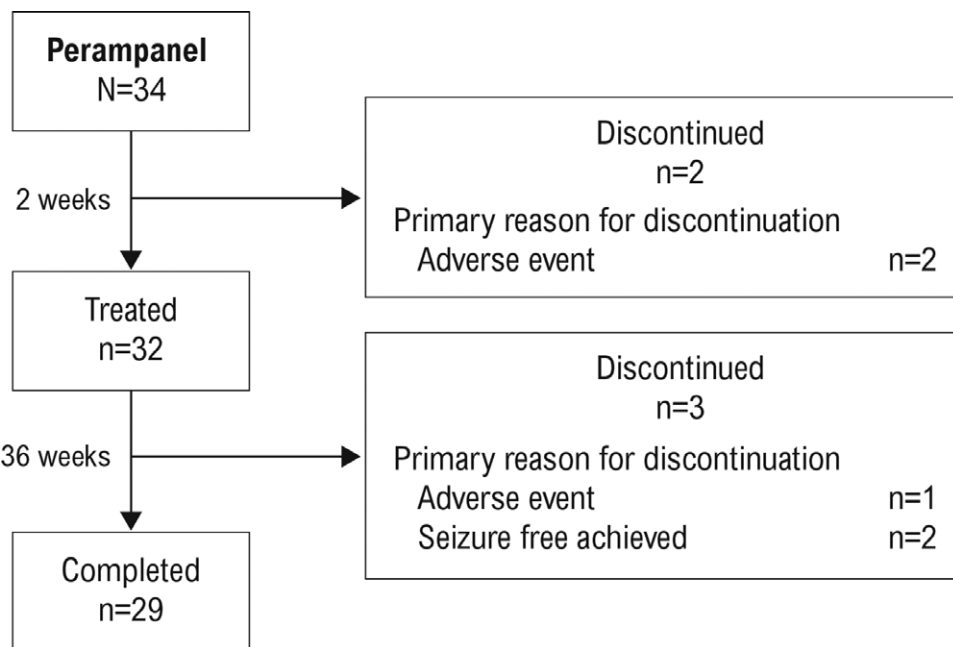 Perampanel
N=34
2 weeks
Discontinued
n=2
Primary reason for discontinuation
Adverse event n=2
Treated
n=32
36 weeks
Discontinued
n=3
Primary reason for discontinuation
Adverse event n=1
Seizure free achieved n=2
Completed
n=29